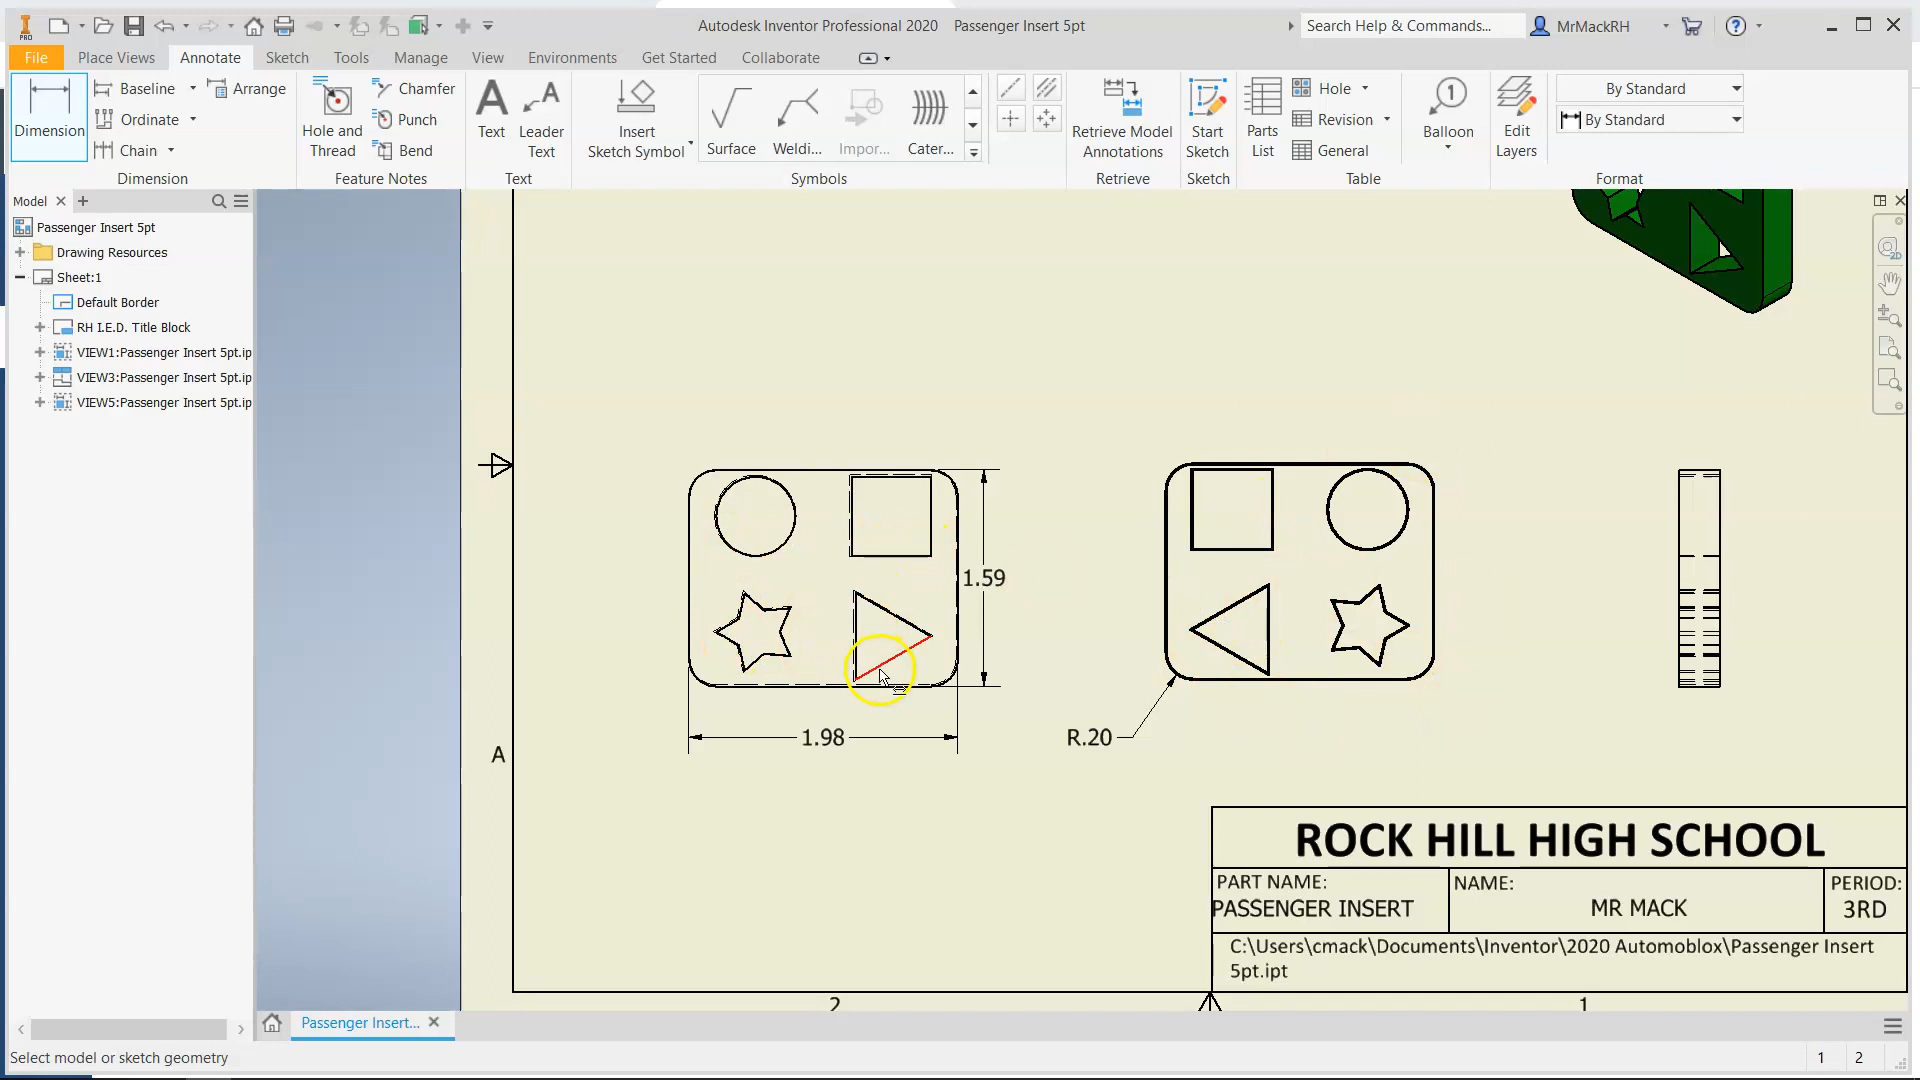 PRO
Autodesk Inventor Professional 2020 Passenger Insert 5pt
Search Help & Commands...
MrMackRH
File Place Views Annotate Sketch Tools Manage View Environments Get Started Collaborate
Dimension
Baseline
Arrange
Ordinate
Chain
Dimension
Hole and
Thread
Chamfer
Punch
Bend
Feature Notes
Text
Leader
Text
Text
Insert
Sketch Symbol
Surface
Weldi...
Impor...
Cater...
Symbols
Retrieve Model
Annotations
Retrieve
Start
Sketch
Sketch
Parts
List
Hole
Revision
General
Table
1
Balloon
Edit
Layers
By Standard
By Standard
Format
Model
Passenger Insert 5pt
Drawing Resources
Sheet:1
Default Border
RH I.E.D. Title Block
VIEW1:Passenger Insert 5pt.ip
VIEW3:Passenger Insert 5pt.ip
VIEW5:Passenger Insert 5pt.ip
2D
1.59
1.98
R.20
A
ROCK HILL HIGH SCHOOL
PART NAME:
PASSENGER INSERT
NAME:
MR MACK
PERIOD:
3RD
C:\Users\cmack\Documents\Inventor\2020 Automoblox\Passenger Insert
5pt.ipt
2
1
Passenger Insert...
Select model or sketch geometry
1 2